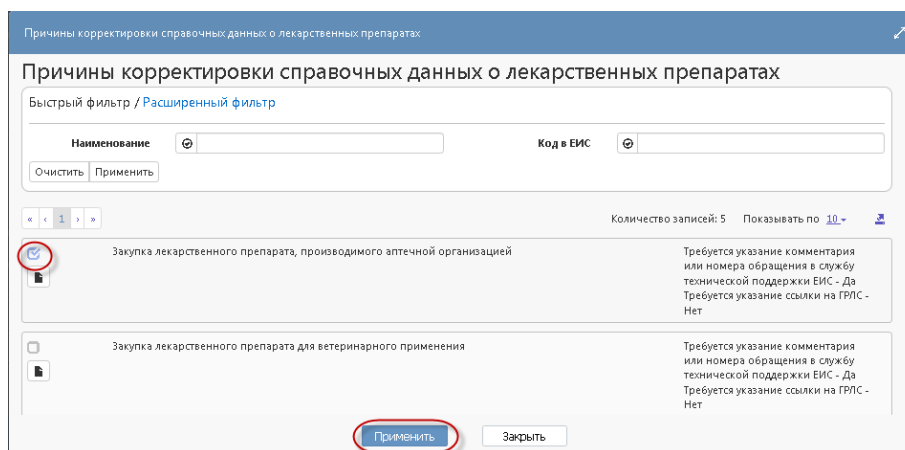 Причины корректировки справочных данных о лекарственных препаратах
Причины корректировки справочных данных о лекарственных препаратах
Быстрый фильтр / Расширенный фильтр
Наименование
Код в ЕИС
Очистить Применить
« ‹ 1 › »
Количество записей: 5 Показывать по 10
Закупка лекарственного препарата, производимого аптечной организацией
Требуется указание комментария
или номера обращения в службу
технической поддержки ЕИС - Да
Требуется указание ссылки на ГРЛС -
Нет
Закупка лекарственного препарата для ветеринарного применения
Требуется указание комментария
или номера обращения в службу
технической поддержки ЕИС - Да
Требуется указание ссылки на ГРЛС -
Нет
Применить Закрыть